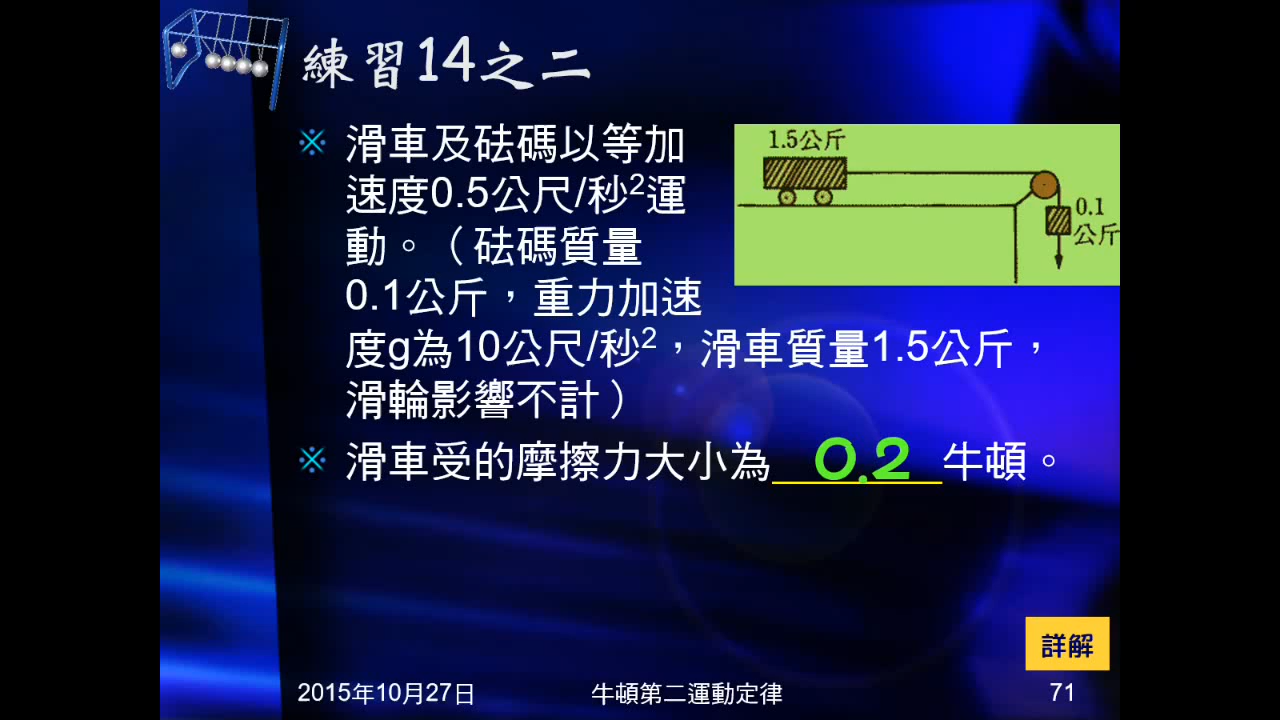 練習14之二
※ 滑車及砝碼以等加
速度0.5公尺/秒²運
動。（砝碼質量
0.1公斤，重力加速
度g為10公尺/秒²，滑車質量1.5公斤，
滑輪影響不計）
1.5公斤
0.1
公斤
※ 滑車受的摩擦力大小為 0.2 牛頓。
詳解
2015年10月27日 牛頓第二運動定律 71